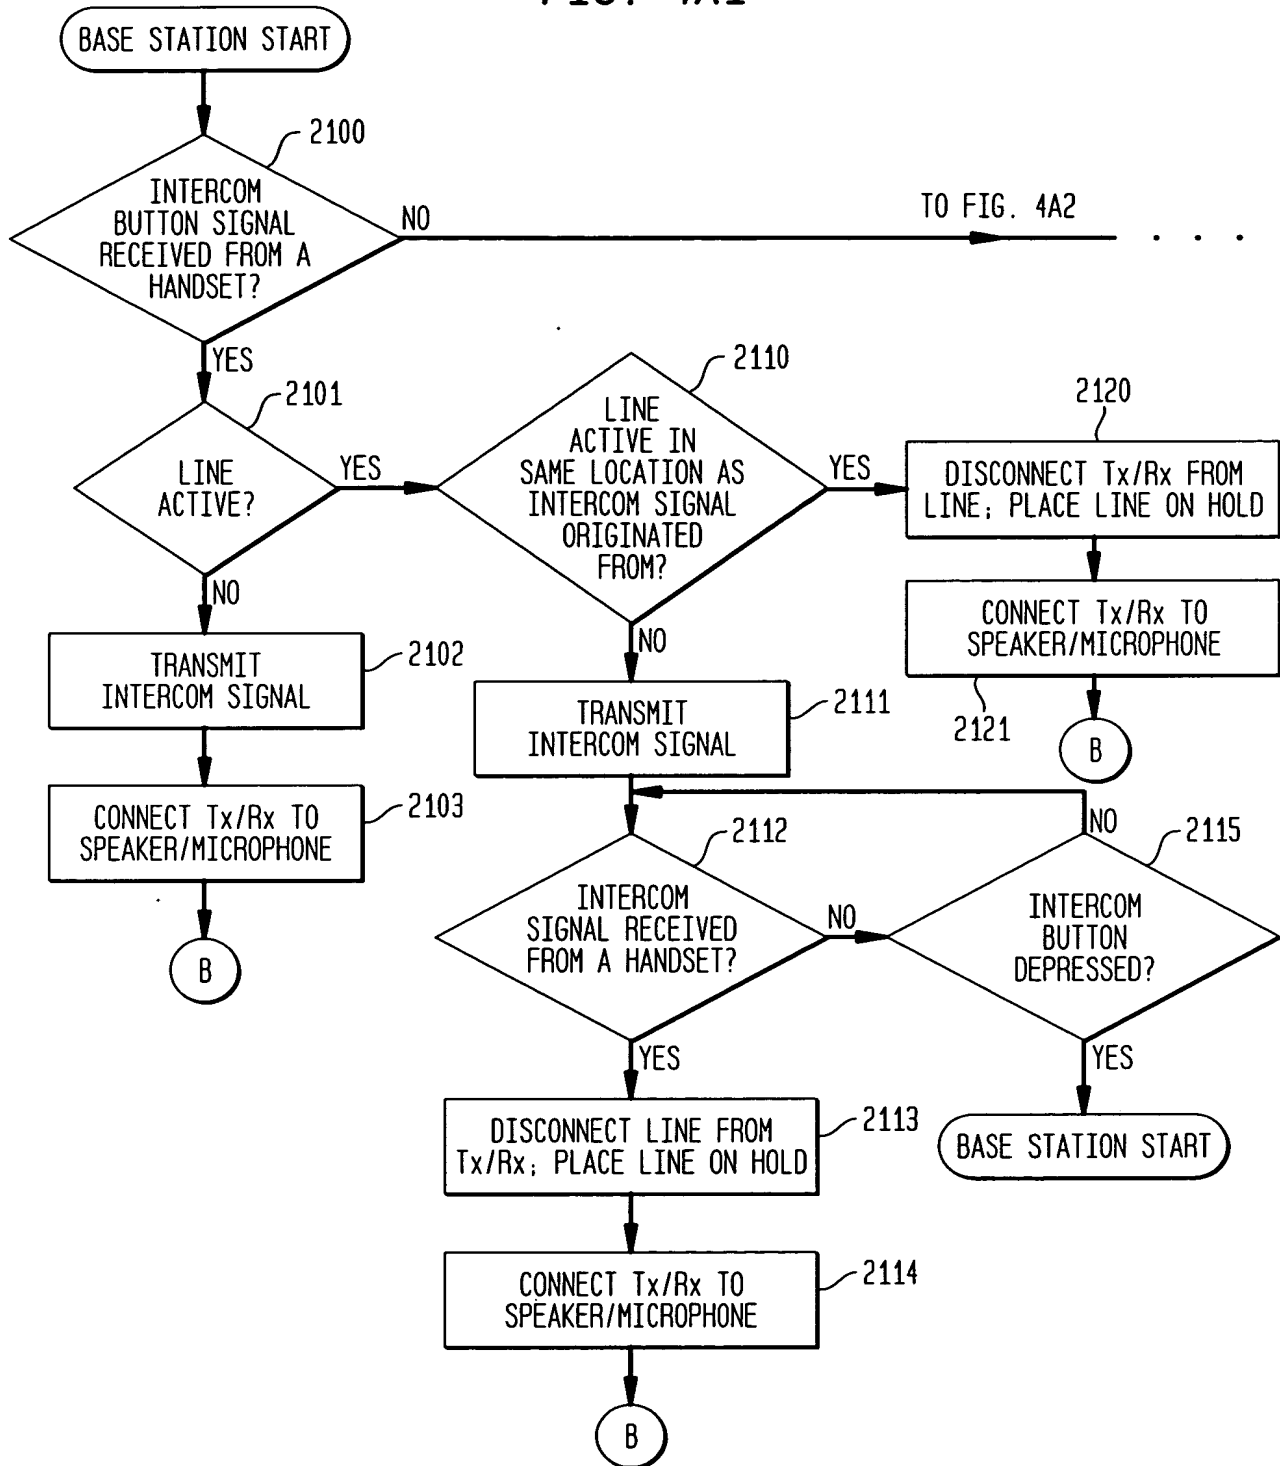 FIG. 4A1
BASE STATION START
2100
INTERCOM
BUTTON SIGNAL
RECEIVED FROM A
HANDSET?
NO
TO FIG. 4A2
. . . .
YES
2101
LINE
ACTIVE?
YES
NO
2110
LINE
ACTIVE IN
SAME LOCATION AS
INTERCOM SIGNAL
ORIGINATED
FROM?
YES
NO
2120
DISCONNECT Tx/Rx FROM
LINE; PLACE LINE ON HOLD
CONNECT Tx/Rx TO
SPEAKER/MICROPHONE
2121
B
2102
TRANSMIT
INTERCOM SIGNAL
2103
CONNECT Tx/Rx TO
SPEAKER/MICROPHONE
B
2111
TRANSMIT
INTERCOM SIGNAL
2112
INTERCOM
SIGNAL RECEIVED
FROM A HANDSET?
NO
YES
2115
NO
INTERCOM
BUTTON
DEPRESSED?
YES
BASE STATION START
2113
DISCONNECT LINE FROM
Tx/Rx; PLACE LINE ON HOLD
2114
CONNECT Tx/Rx TO
SPEAKER/MICROPHONE
B